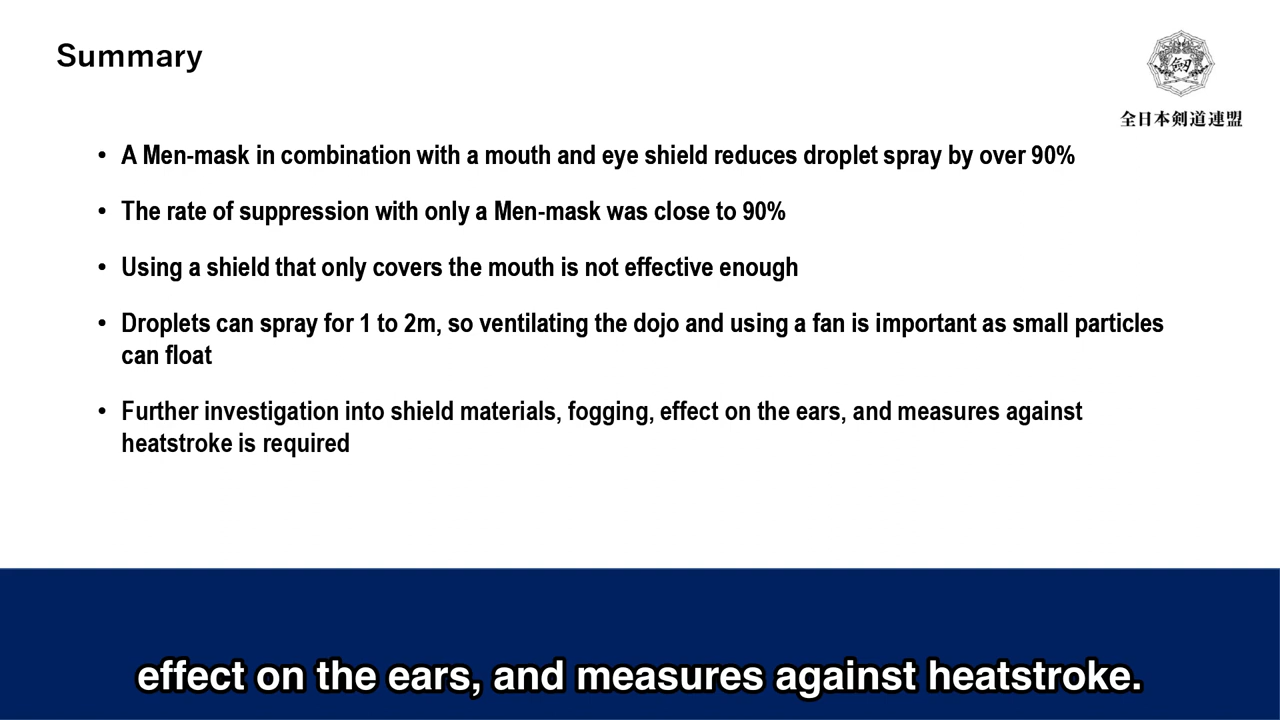 Summary
全日本剣道連盟
• A Men-mask in combination with a mouth and eye shield reduces droplet spray by over 90%
• The rate of suppression with only a Men-mask was close to 90%
• Using a shield that only covers the mouth is not effective enough
• Droplets can spray for 1 to 2m, so ventilating the dojo and using a fan is important as small particles
can float
• Further investigation into shield materials, fogging, effect on the ears, and measures against
heatstroke is required
effect on the ears, and measures against heatstroke.